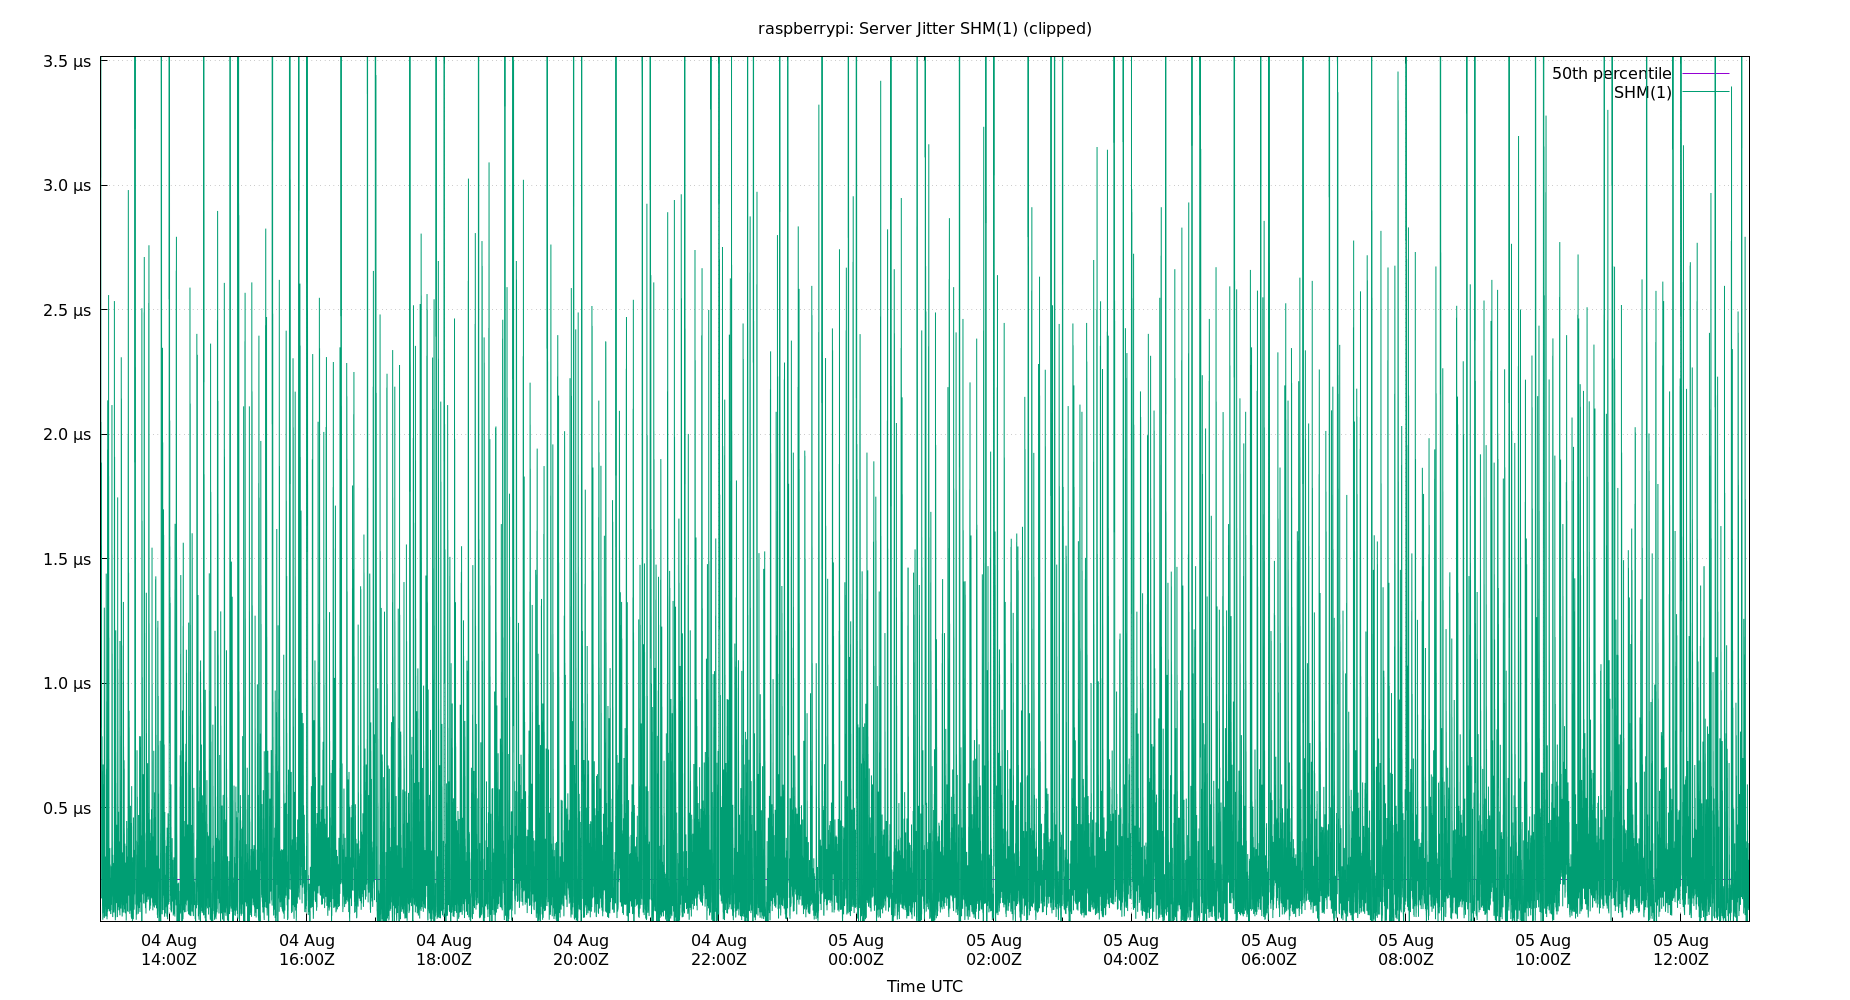 raspberrypi: Server Jitter SHM(1) (clipped)
3.5 µs
3.0 µs
2.5 µs
2.0 µs
1.5 µs
1.0 µs
0.5 µs
50th percentile
SHM(1)
04 Aug 04 Aug 04 Aug 04 Aug 04 Aug 05 Aug 05 Aug 05 Aug 05 Aug 05 Aug 05 Aug 05 Aug
14:00Z 16:00Z 18:00Z 20:00Z 22:00Z 00:00Z 02:00Z 04:00Z 06:00Z 08:00Z 10:00Z 12:00Z
Time UTC